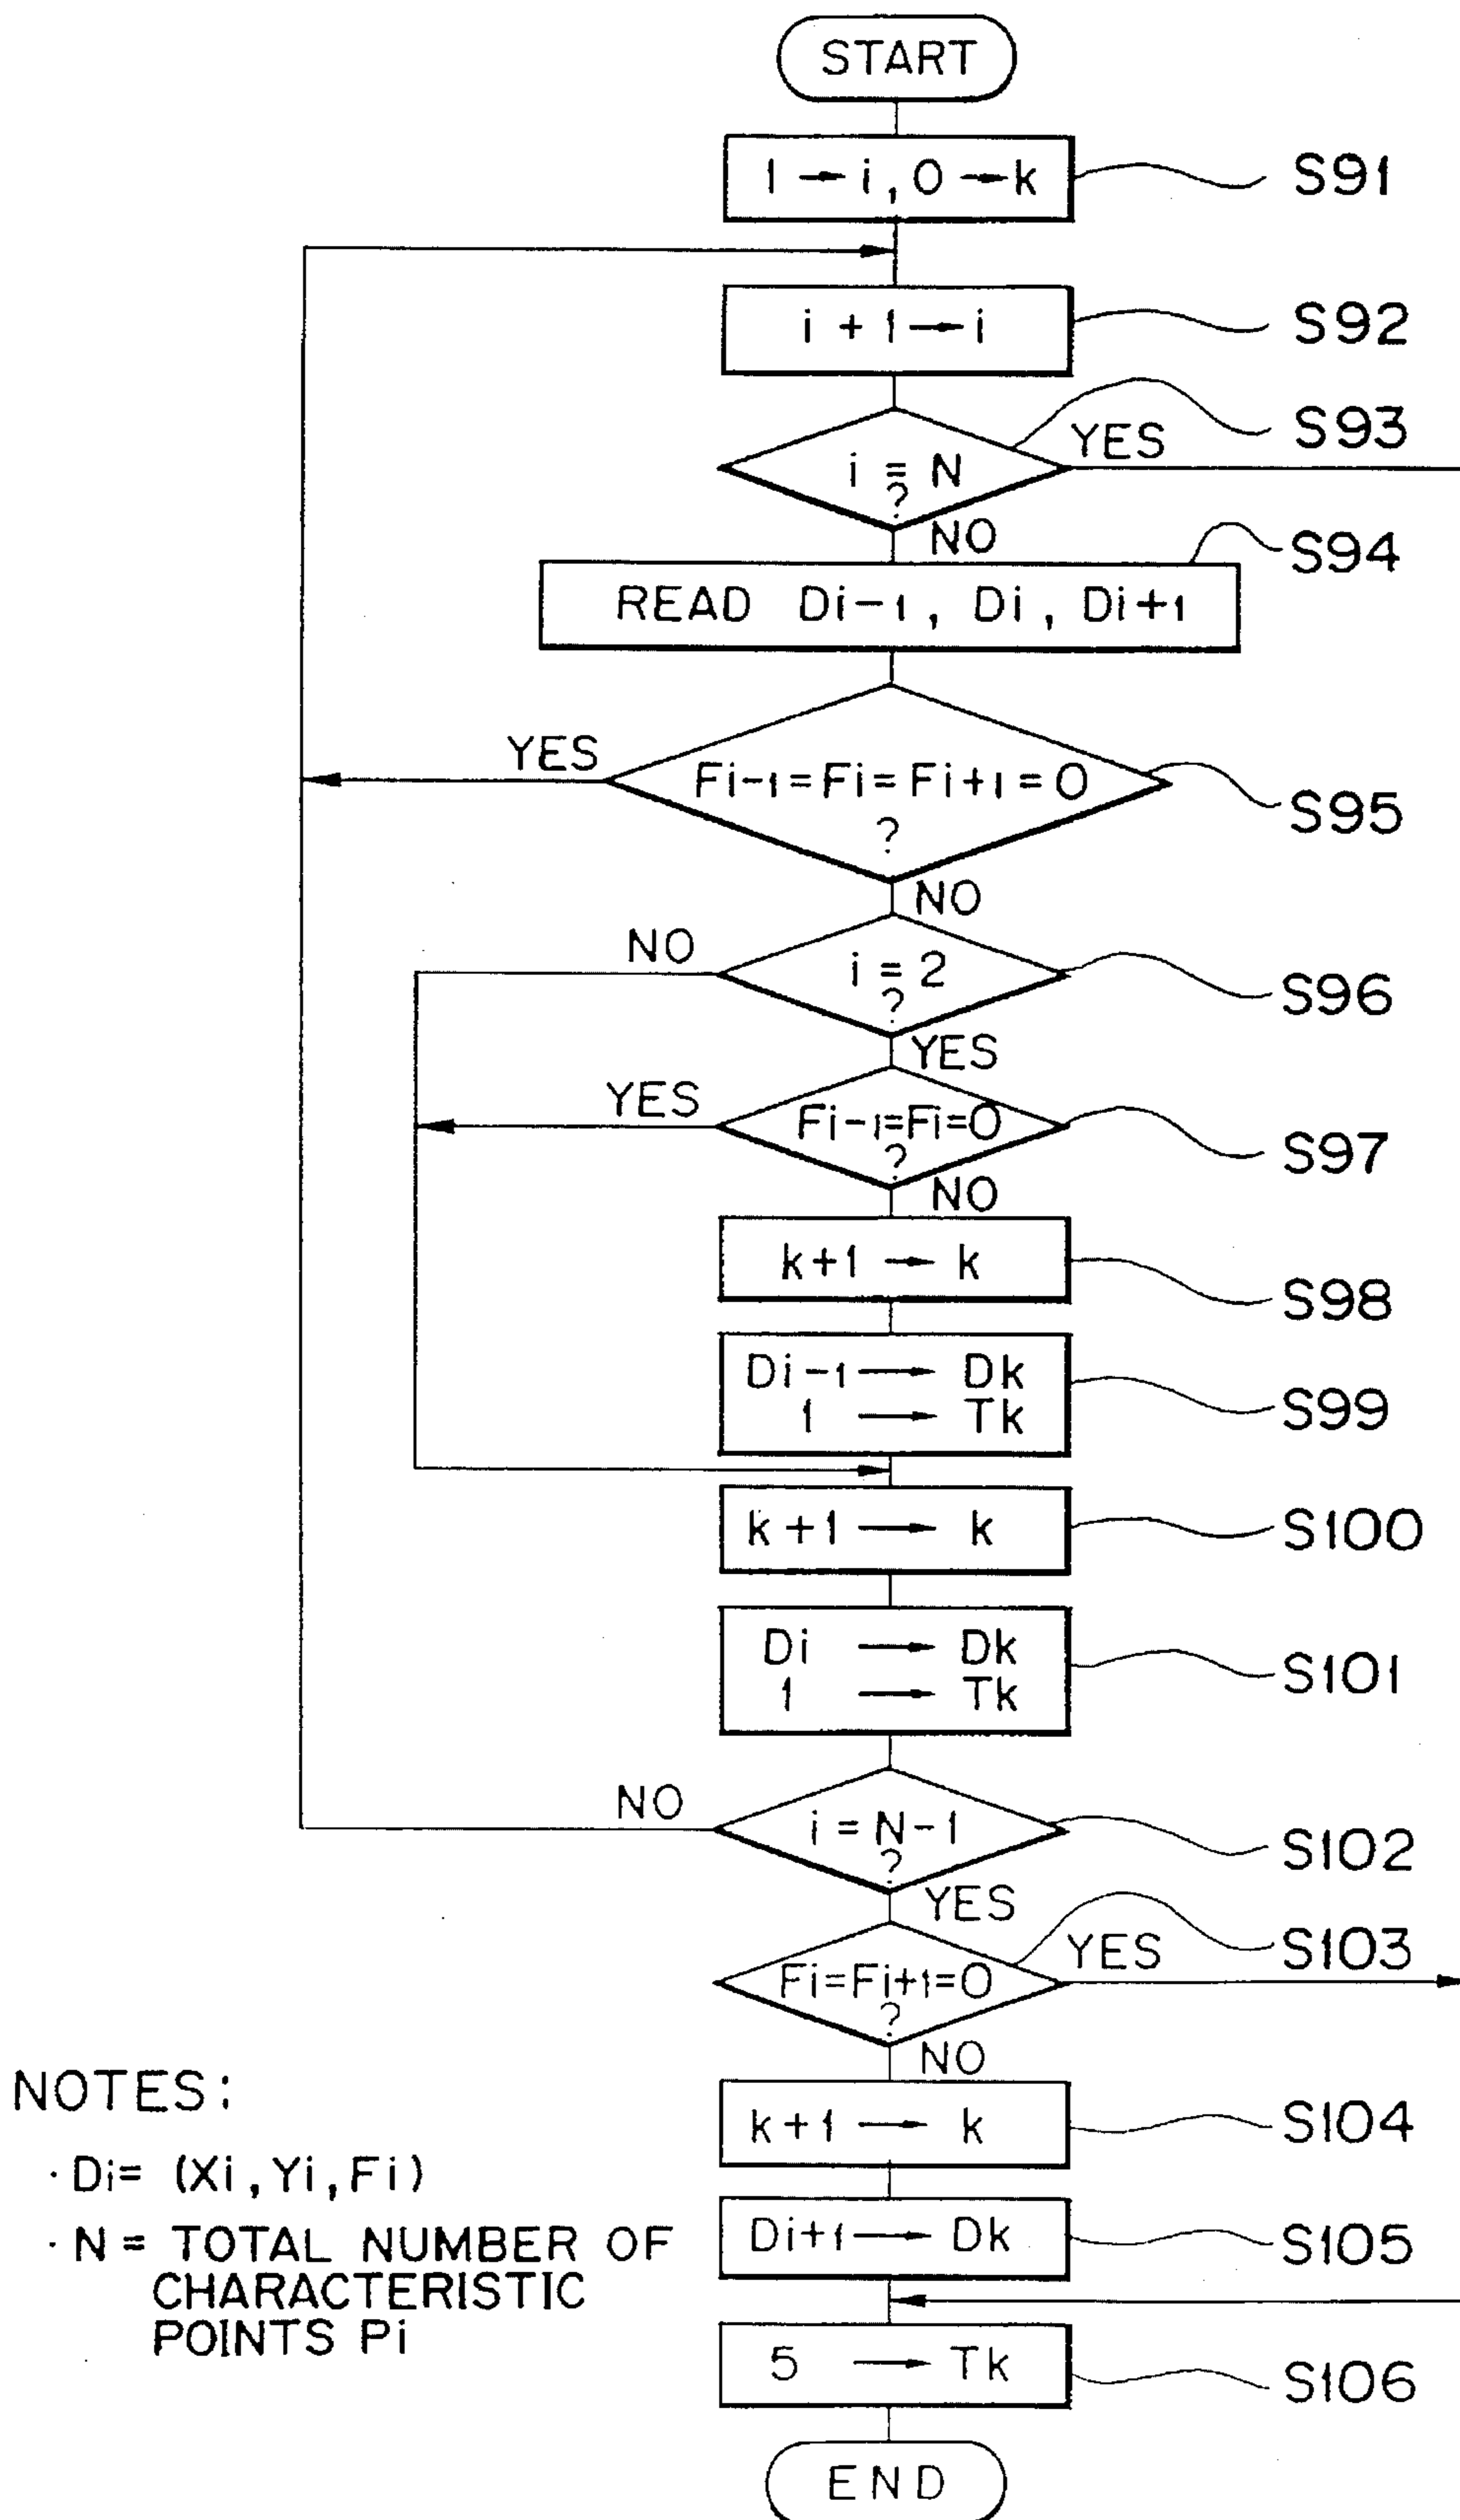 START
1 → i, 0 → k
S91
i + 1 → i
S92
S93
YES
i = N
?
NO
S94
READ Di-1, Di, Di+1
YES
Fi-1=Fi=Fi+1=0
?
S95
NO
NO
i = 2
?
S96
YES
YES
Fi-1=Fi=0
?
S97
NO
k+1 → k
S98
Di-1 → Dk
1 → Tk
S99
k+1 → k
S100
Di → Dk
1 → Tk
S101
NO
i = N-1
?
S102
YES
S103
YES
Fi=Fi+1=0
?
NO
k+1 → k
S104
Di+1 → Dk
S105
5 → Tk
S106
END
NOTES:
·Di= (Xi,Yi,Fi)
·N = TOTAL NUMBER OF
CHARACTERISTIC
POINTS Pi